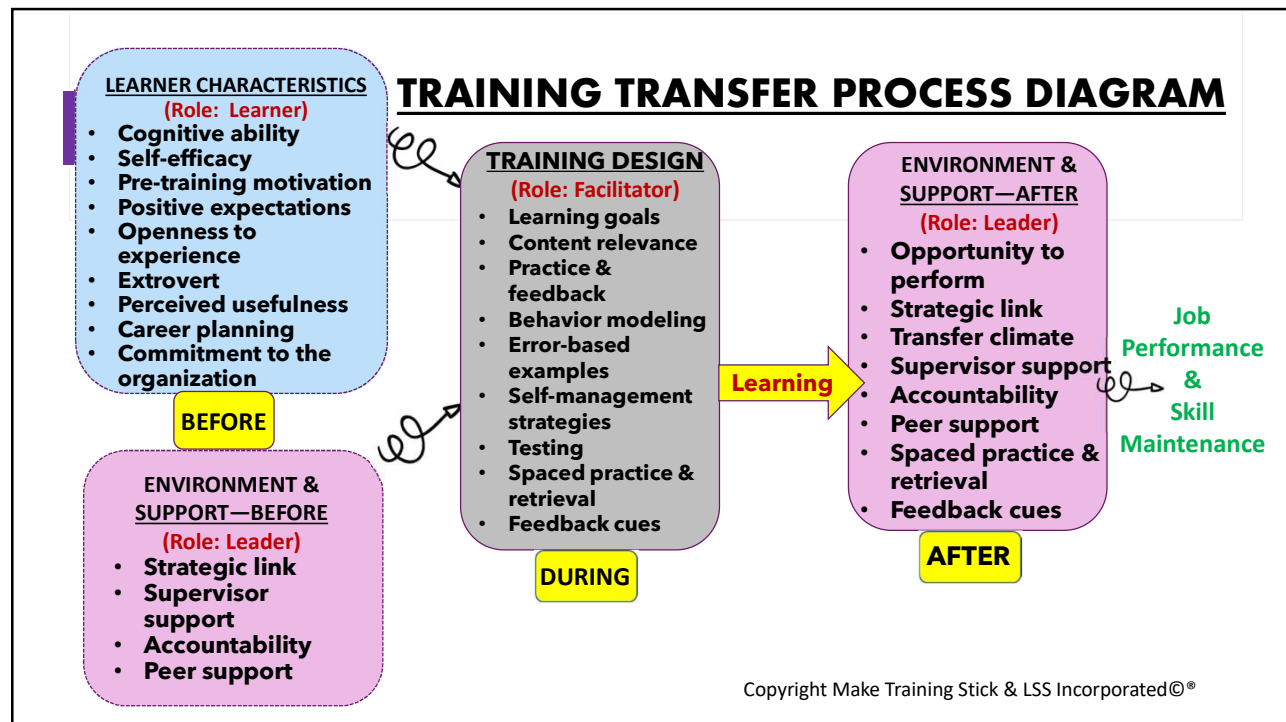 TRAINING TRANSFER PROCESS DIAGRAM
LEARNER CHARACTERISTICS
(Role: Learner)
• Cognitive ability
• Self-efficacy
• Pre-training motivation
• Positive expectations
• Openness to
experience
• Extrovert
• Perceived usefulness
• Career planning
• Commitment to the
organization
BEFORE
ENVIRONMENT &
SUPPORT—BEFORE
(Role: Leader)
• Strategic link
• Supervisor
support
• Accountability
• Peer support
TRAINING DESIGN
(Role: Facilitator)
• Learning goals
• Content relevance
• Practice &
feedback
• Behavior modeling
• Error-based
examples
• Self-management
strategies
• Testing
• Spaced practice &
retrieval
• Feedback cues
DURING
Learning
ENVIRONMENT &
SUPPORT—AFTER
(Role: Leader)
• Opportunity to
perform
• Strategic link
• Transfer climate
• Supervisor support
• Accountability
• Peer support
• Spaced practice &
retrieval
• Feedback cues
AFTER
Job
Performance
&
Skill
Maintenance
Copyright Make Training Stick & LSS Incorporated©®